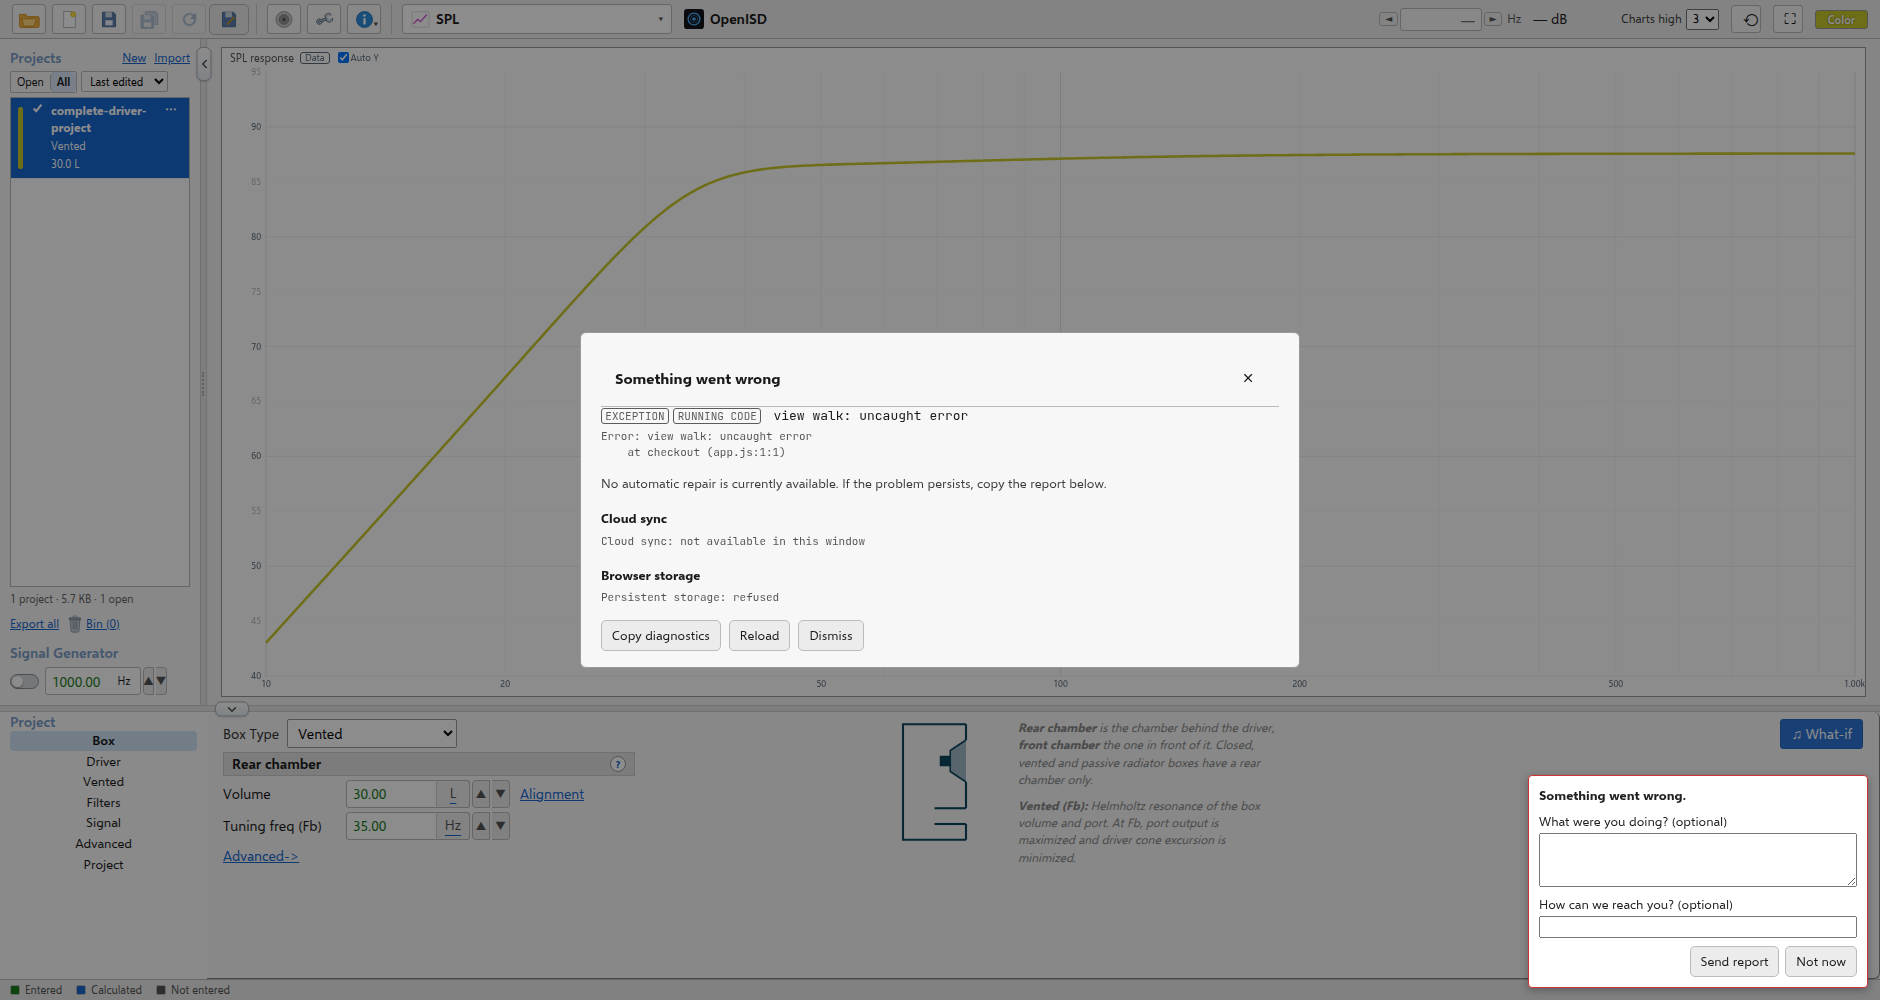 SPL
OpenISD
—
Hz
— dB
Charts high
3
Color
Projects
New
Import
Open
All
Last edited
complete-driver-
project
Vented
30.0 L
1 project · 5.7 KB · 1 open
Export all
Bin (0)
Signal Generator
1000.00
Hz
SPL response
Data
Auto Y
95
90
85
80
75
70
65
60
55
50
45
40
10
20
50
100
200
500
1.00k
Something went wrong
EXCEPTION RUNNING CODE view walk: uncaught error
Error: view walk: uncaught error
at checkout (app.js:1:1)
No automatic repair is currently available. If the problem persists, copy the report below.
Cloud sync
Cloud sync: not available in this window
Browser storage
Persistent storage: refused
Copy diagnostics
Reload
Dismiss
Project
Box
Driver
Vented
Filters
Signal
Advanced
Project
Box Type
Vented
Rear chamber
?
Volume
30.00
L
Alignment
Tuning freq (Fb)
35.00
Hz
Advanced->
Rear chamber is the chamber behind the driver,
front chamber the one in front of it. Closed,
vented and passive radiator boxes have a rear
chamber only.
Vented (Fb): Helmholtz resonance of the box
volume and port. At Fb, port output is
maximized and driver cone excursion is
minimized.
♫ What-if
Something went wrong.
What were you doing? (optional)
How can we reach you? (optional)
Send report
Not now
Entered
Calculated
Not entered